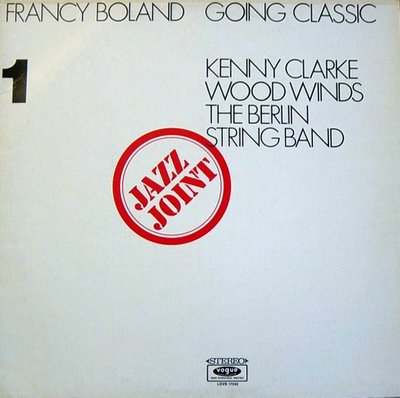 FRANCY BOLAND GOING CLASSIC
1
KENNY CLARKE
WOOD WINDS
THE BERLIN
STRING BAND
JAZZ
JOINT
STEREO
vogue